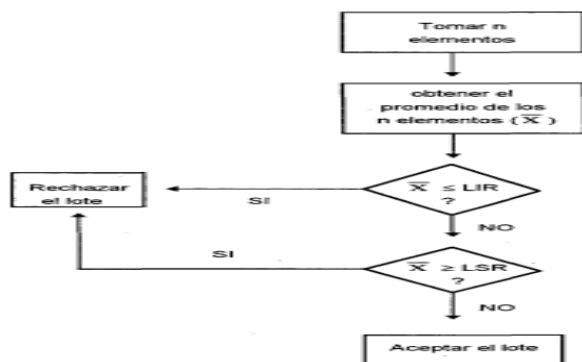 Tomar n
elementos
obtener el
promedio de los
n elementos ( X̅ )
Rechazar
el lote
SI
X̅ ≤ LIR
?
NO
SI
X̅ ≥ LSR
?
NO
Aceptar el lote